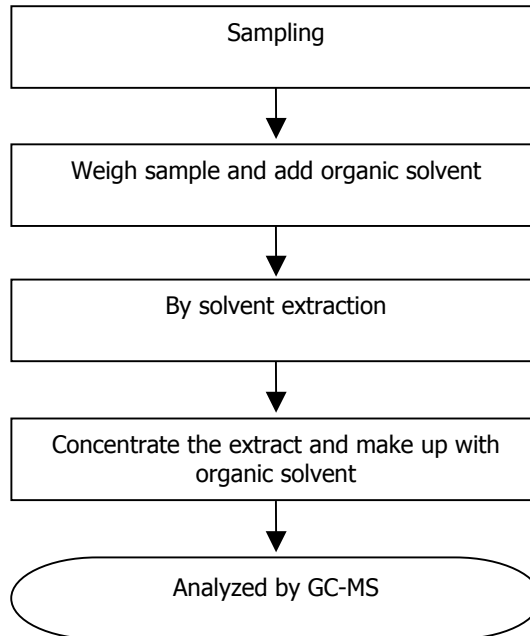 Sampling
Weigh sample and add organic solvent
By solvent extraction
Concentrate the extract and make up with
organic solvent
Analyzed by GC-MS